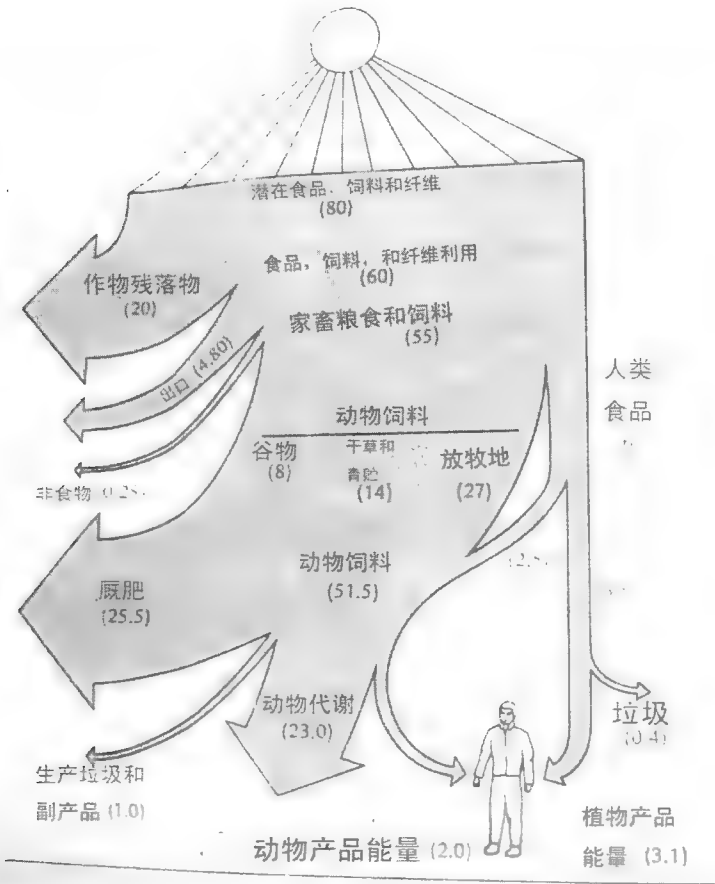 潜在食品、饲料和纤维
(80)
食品，饲料，和纤维利用
(60)
作物残落物
(20)
家畜粮食和饲料
(55)
出口 (4.80)
人类
食品
动物饲料
谷物
(8)
干草和
青贮
(14)
放牧地
(27)
非食物
动物饲料
(51.5)
厩肥
(25.5)
动物代谢
(23.0)
垃圾
(0.4)
生产垃圾和
副产品 (1.0)
动物产品能量 (2.0)
植物产品
能量 (3.1)